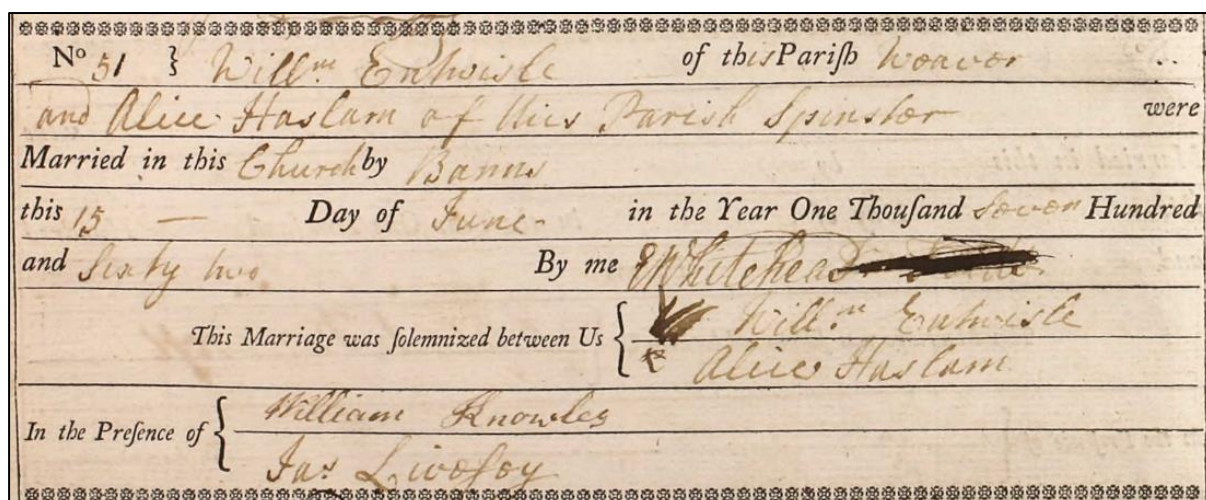 No 51 } Willm Entwisle of this Pariſh Weaver
and Alice Haslam of this Parish Spinster were
Married in this Church by Banns
this 15 — Day of June in the Year One Thouſand Seven Hundred
and Sixty two By me E Whitehead
This Marriage was ſolemnized between Us { Willm Entwisle
Alice Haslam
In the Preſence of { William Knowles
Jas Livesey